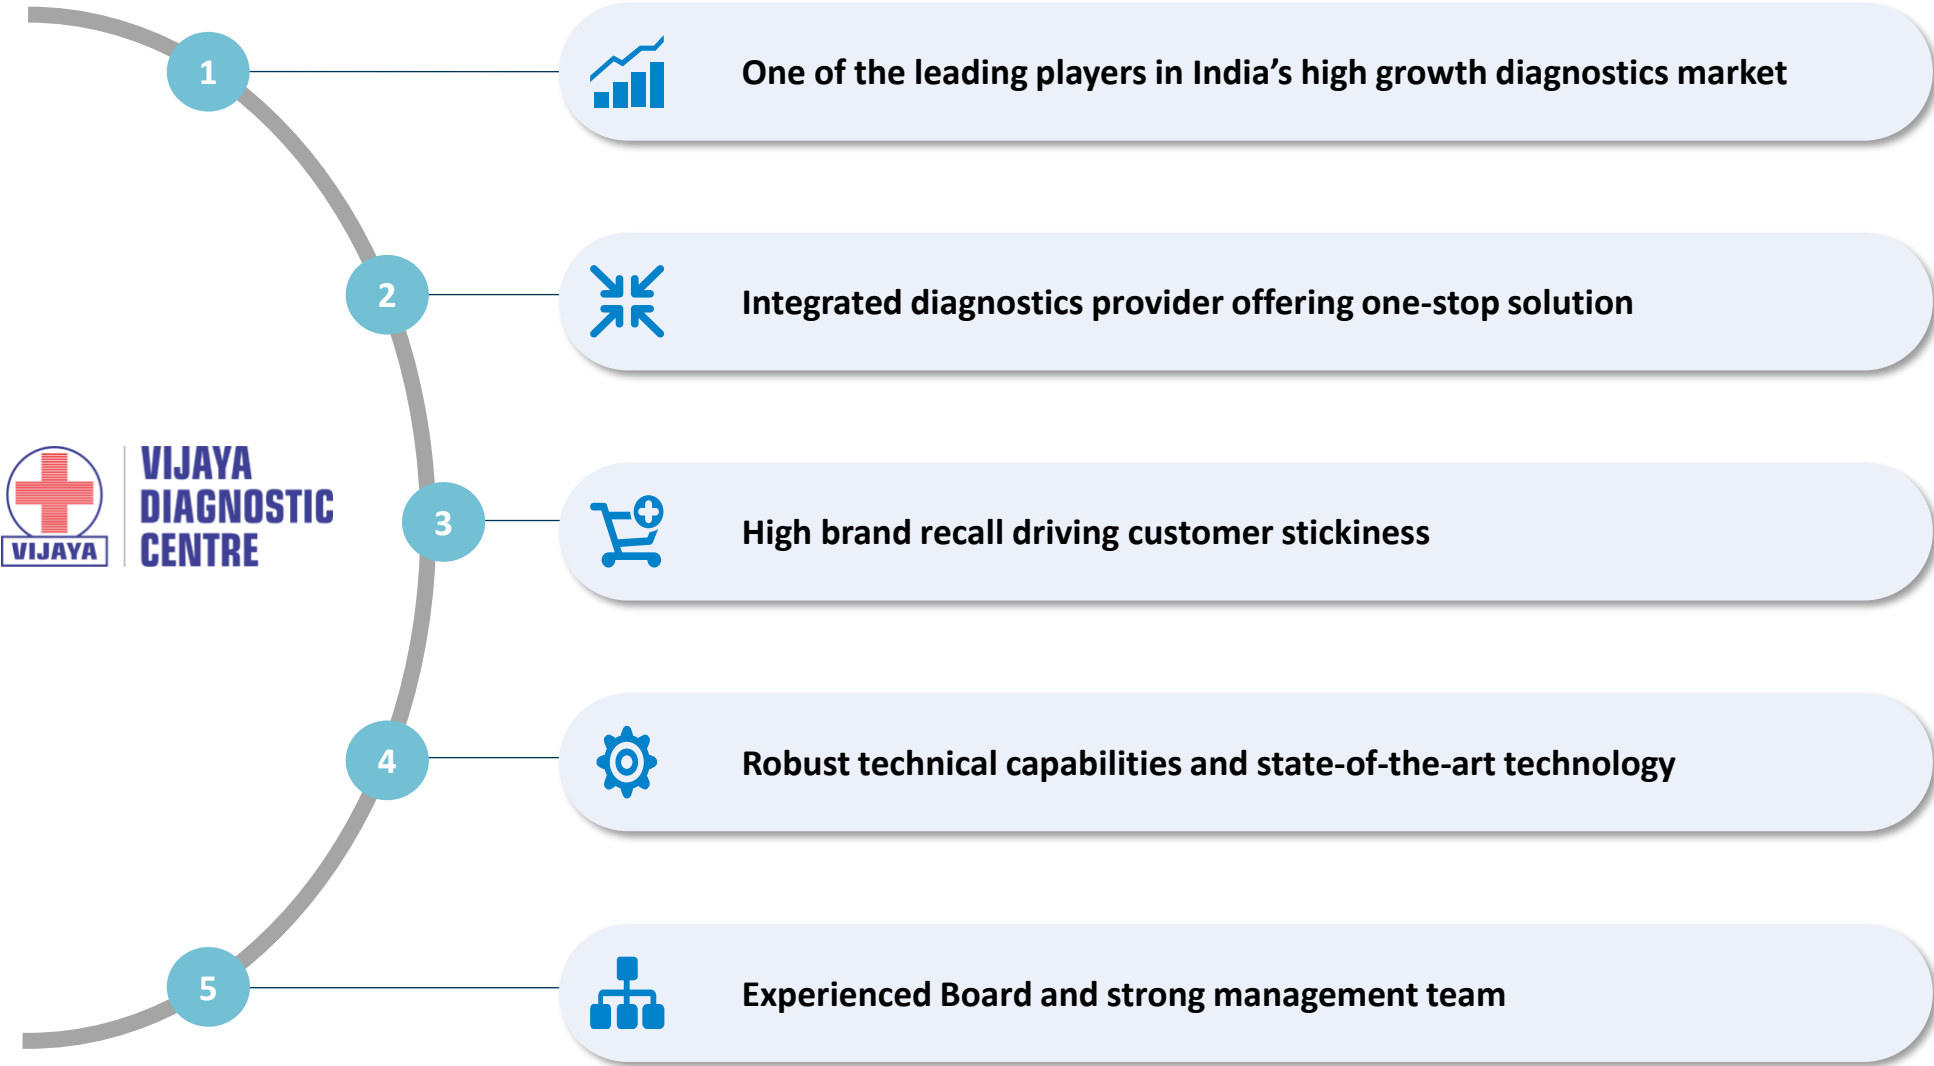 1
One of the leading players in India’s high growth diagnostics market
2
Integrated diagnostics provider offering one-stop solution
VIJAYA
VIJAYA
DIAGNOSTIC
CENTRE
3
High brand recall driving customer stickiness
4
Robust technical capabilities and state-of-the-art technology
5
Experienced Board and strong management team